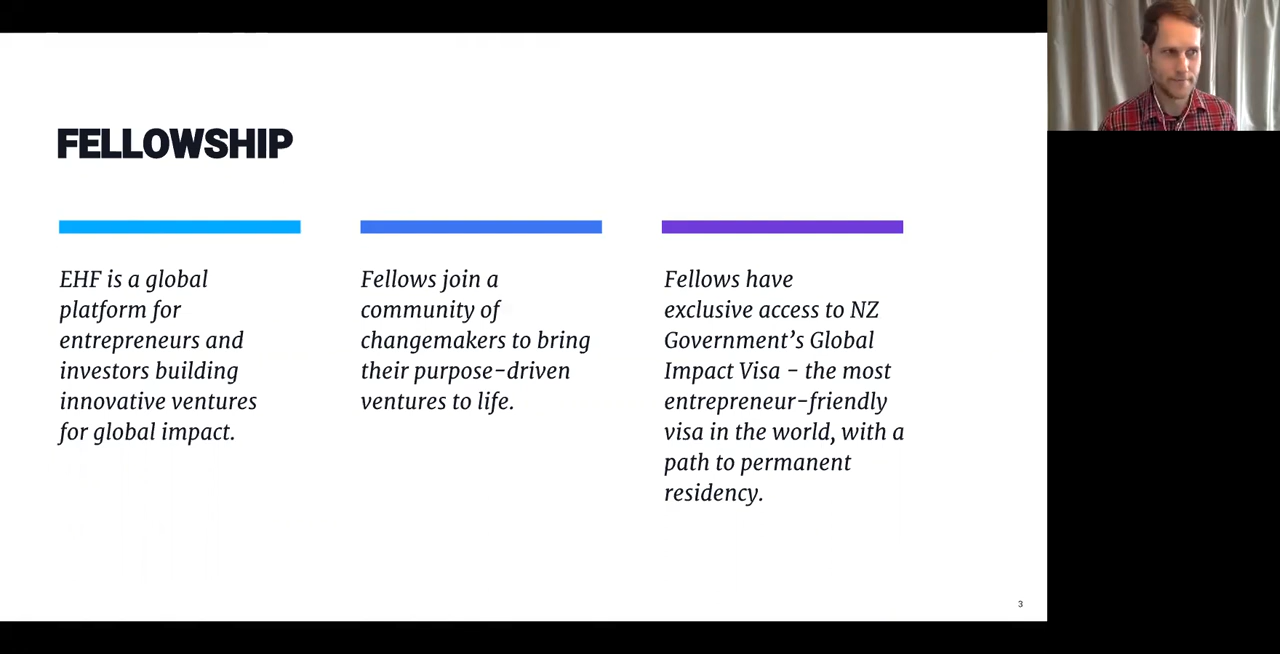 FELLOWSHIP
EHF is a global
platform for
entrepreneurs and
investors building
innovative ventures
for global impact.
Fellows join a
community of
changemakers to bring
their purpose-driven
ventures to life.
Fellows have
exclusive access to NZ
Government’s Global
Impact Visa - the most
entrepreneur-friendly
visa in the world, with a
path to permanent
residency.
3